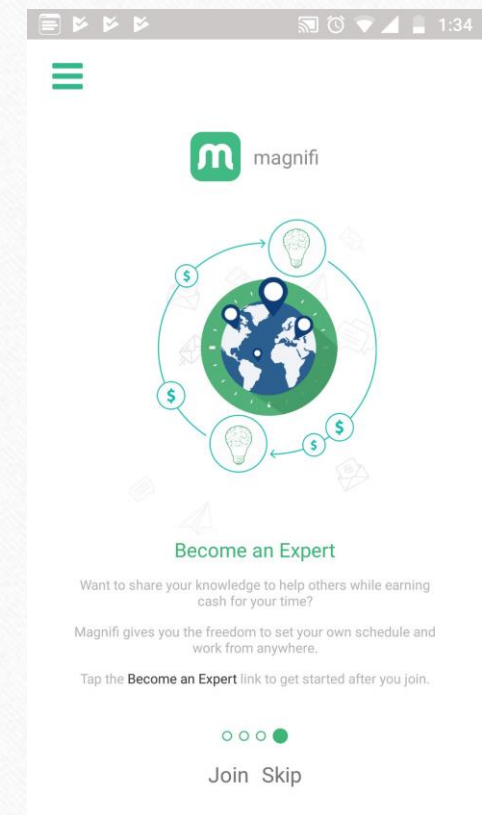 1:34
m magnifi
$
$
$
$
Become an Expert
Want to share your knowledge to help others while earning
cash for your time?
Magnifi gives you the freedom to set your own schedule and
work from anywhere.
Tap the Become an Expert link to get started after you join.
Join Skip